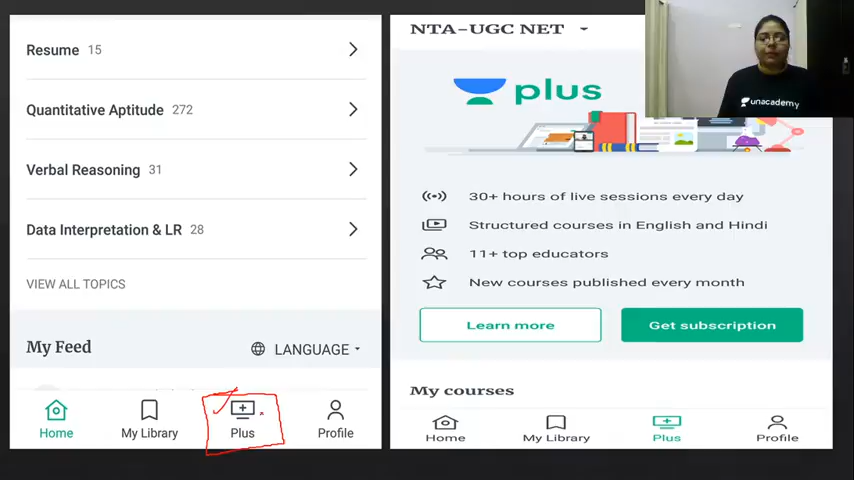 Resume 15
Quantitative Aptitude 272
Verbal Reasoning 31
Data Interpretation & LR 28
VIEW ALL TOPICS
My Feed
LANGUAGE
Home
My Library
Plus
Profile
NTA-UGC NET
plus
30+ hours of live sessions every day
Structured courses in English and Hindi
11+ top educators
New courses published every month
Learn more
Get subscription
My courses
Home
My Library
Plus
Profile
unacademy